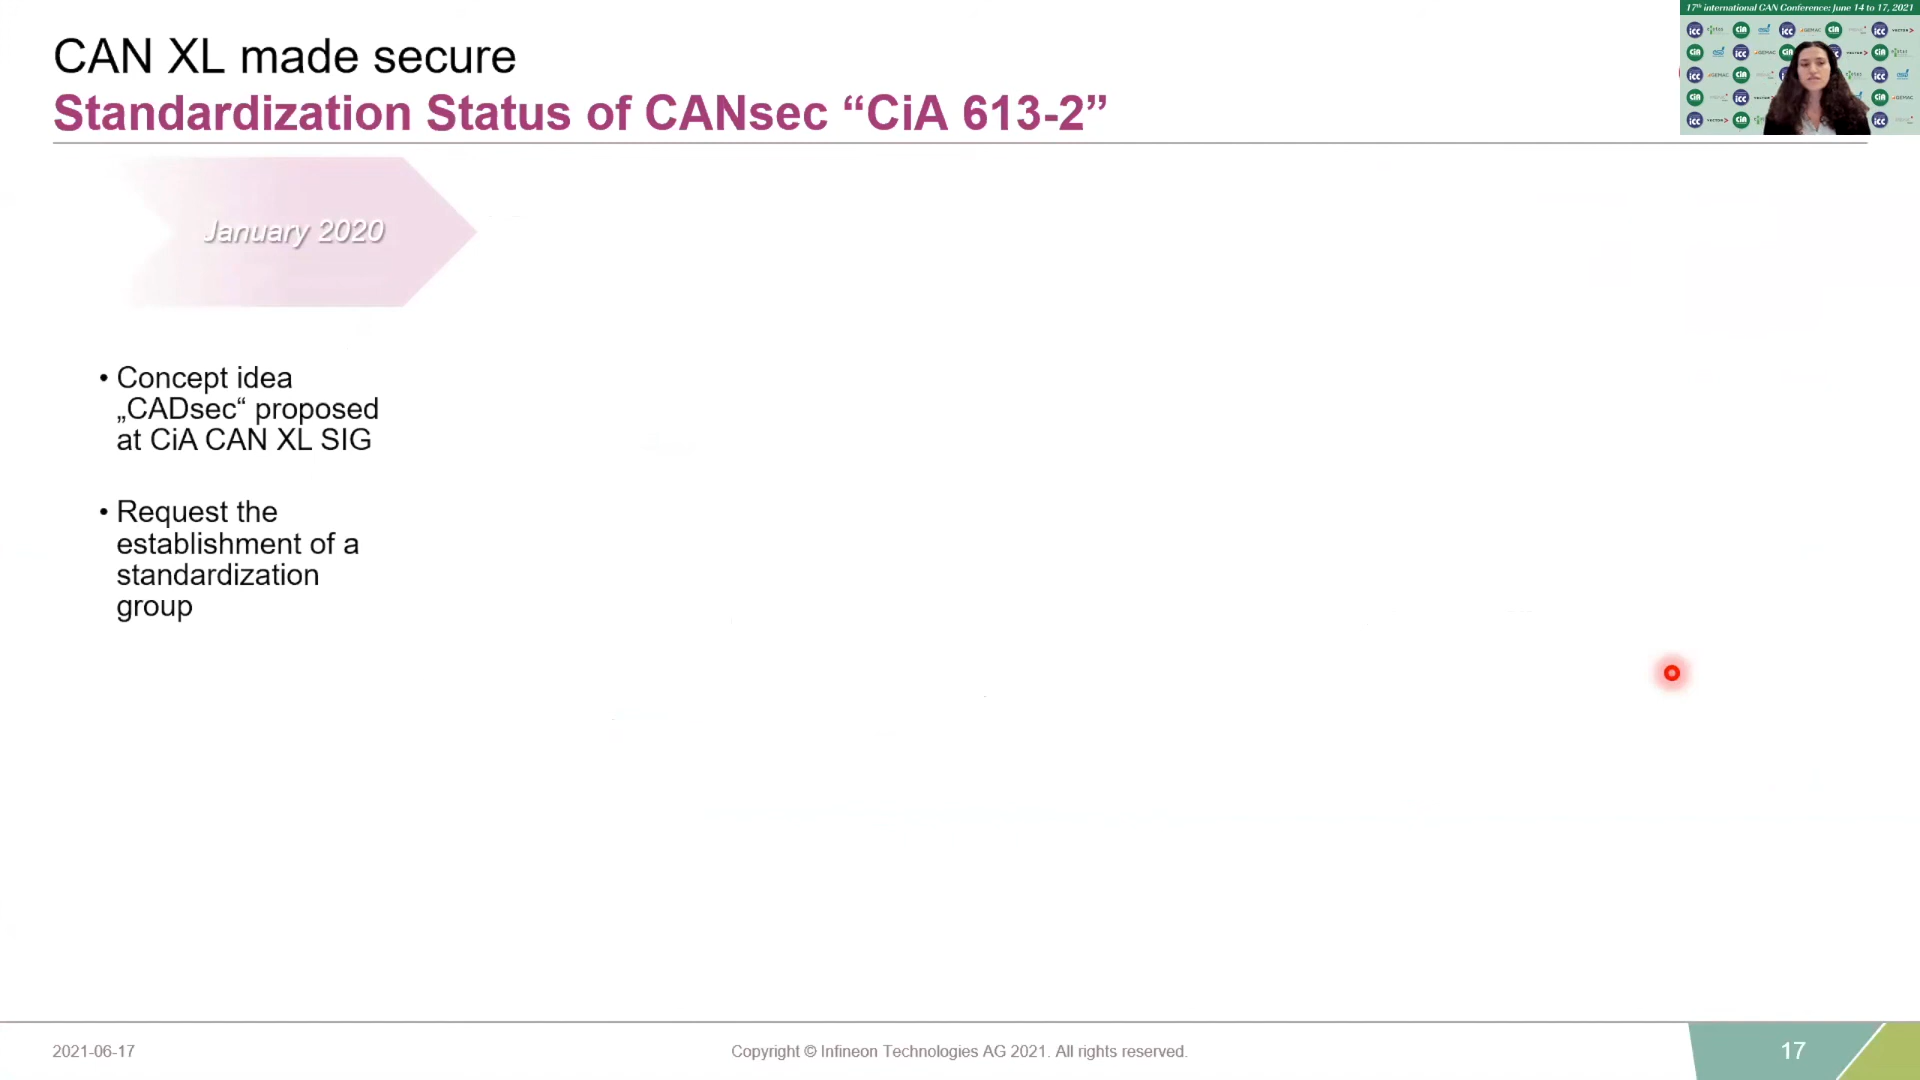 17th international CAN Conference: June 14 to 17, 2021
CAN XL made secure
Standardization Status of CANsec “CiA 613-2”
January 2020
• Concept idea
„CADsec“ proposed
at CiA CAN XL SIG
• Request the
establishment of a
standardization
group
2021-06-17
Copyright © Infineon Technologies AG 2021. All rights reserved.
17